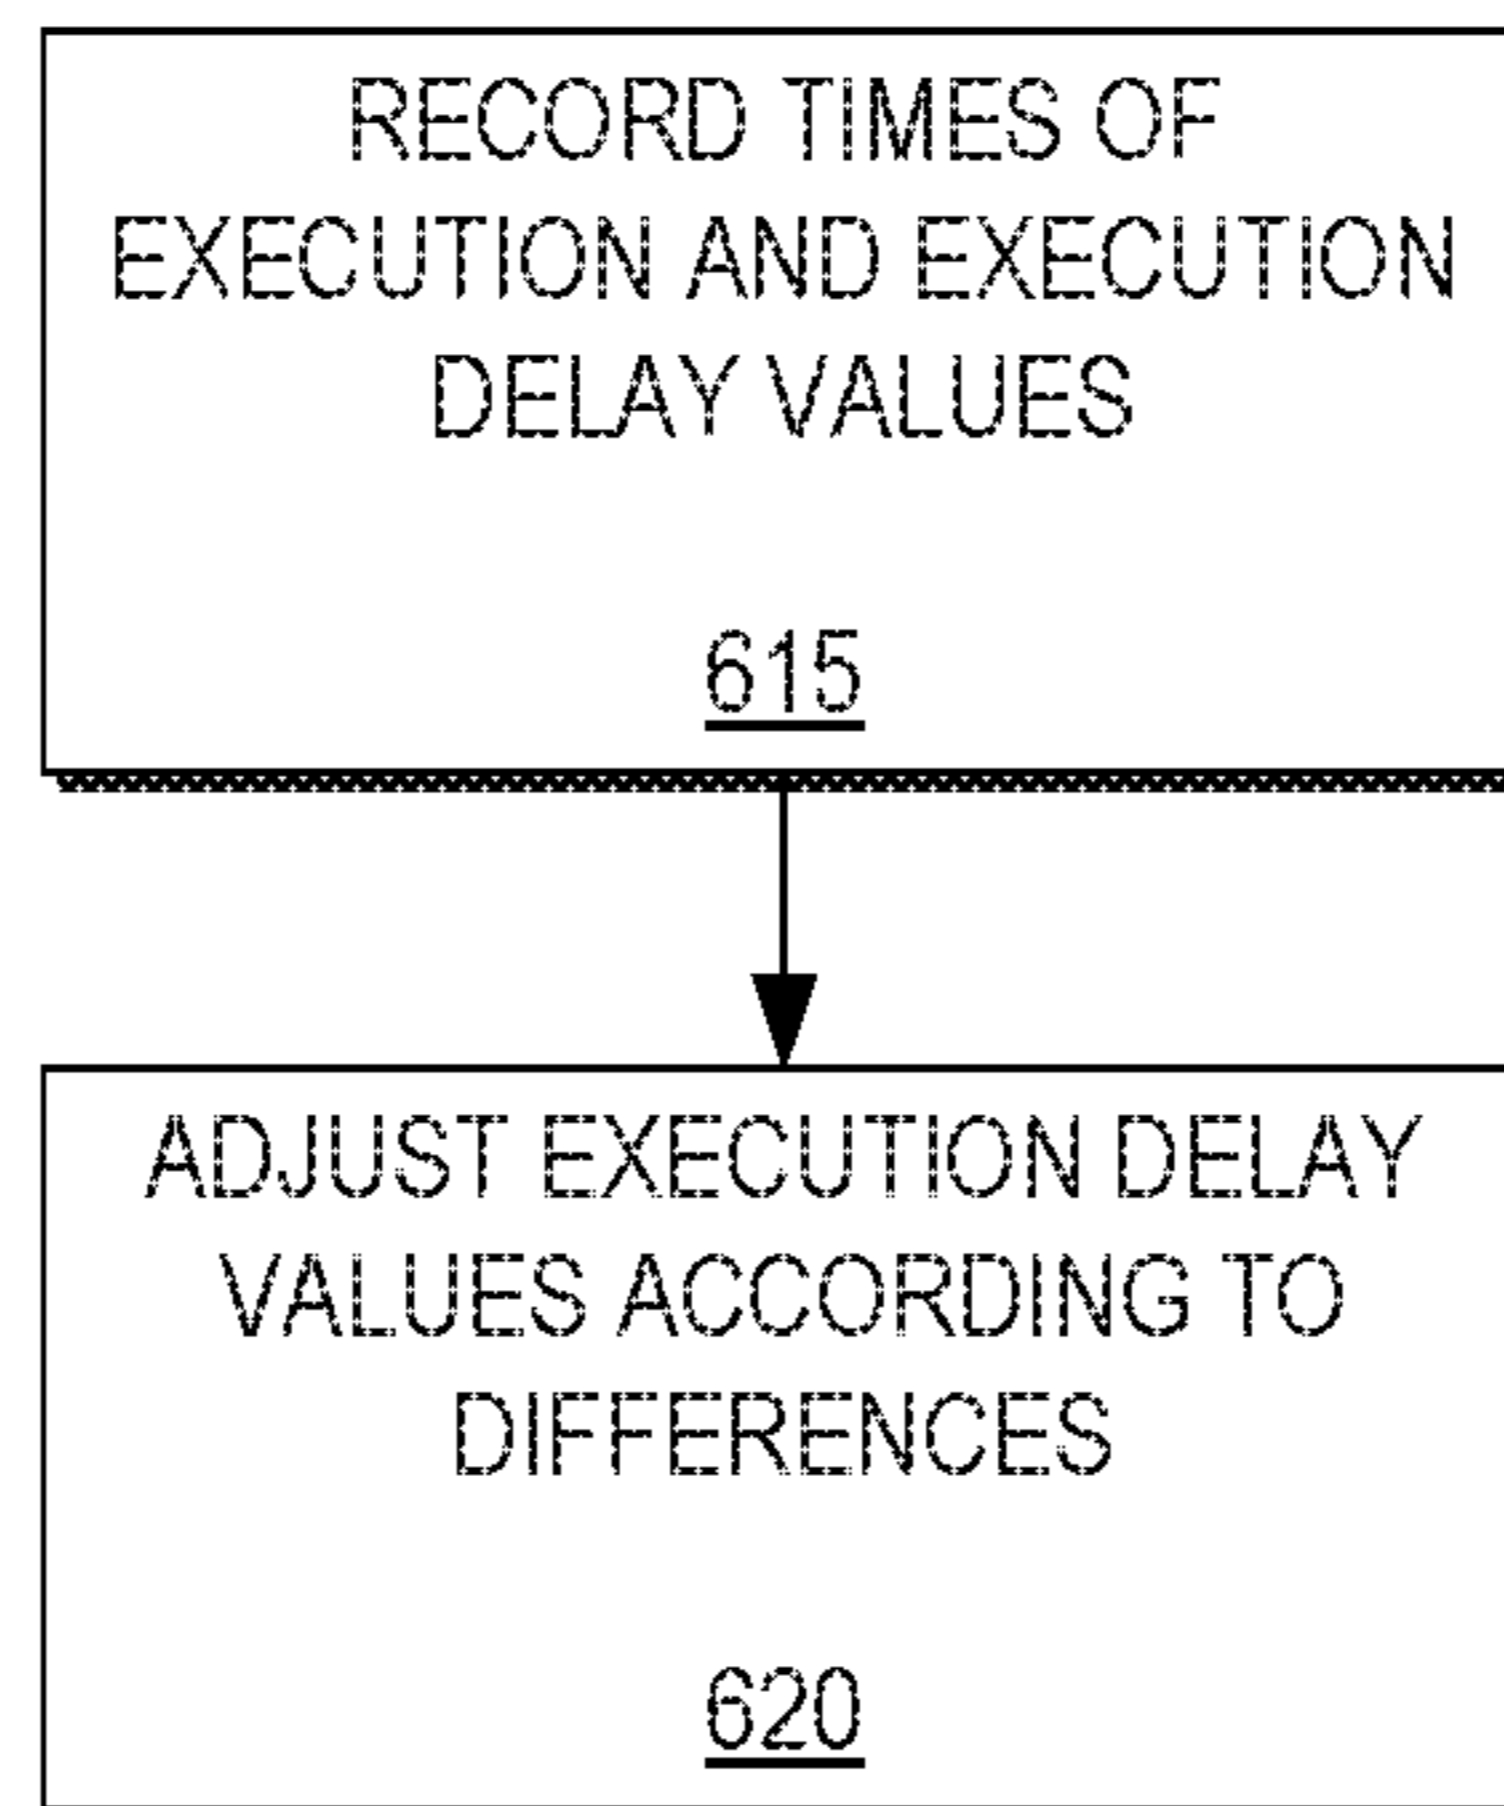 RECORD TIMES OF
EXECUTION AND EXECUTION
DELAY VALUES
615
ADJUST EXECUTION DELAY
VALUES ACCORDING TO
DIFFERENCES
620